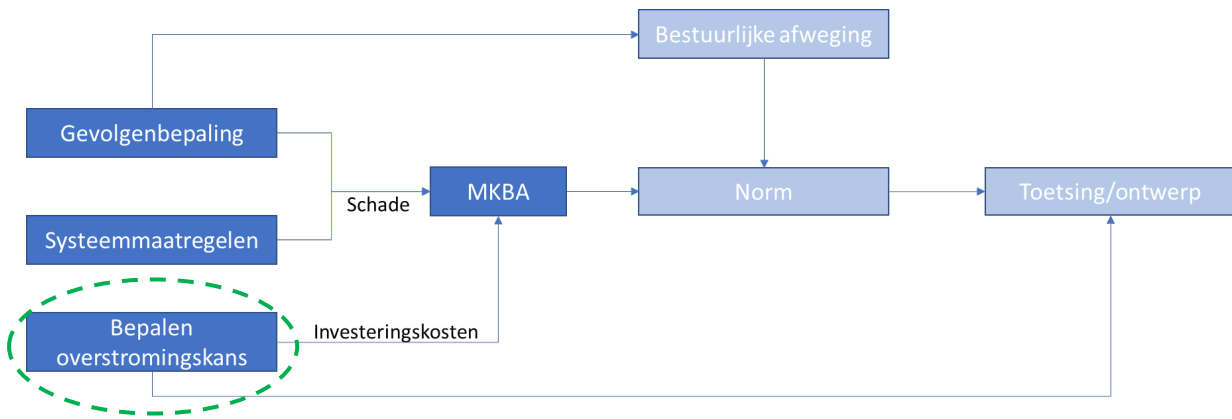 Bestuurlijke afweging
Gevolgenbepaling
Schade
MKBA
Norm
Toetsing/ontwerp
Systeemmaatregelen
Bepalen
overstromingskans
Investeringskosten